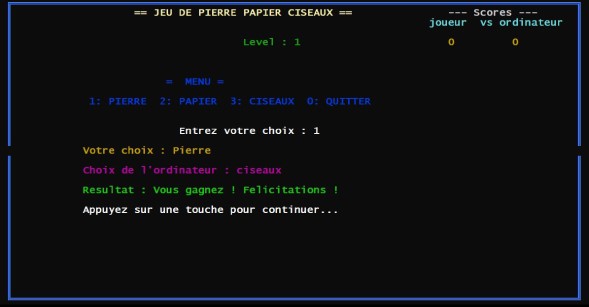 == JEU DE PIERRE PAPIER CISEAUX ==
--- Scores ---
joueur vs ordinateur
Level : 1
0 0
= MENU =
1: PIERRE 2: PAPIER 3: CISEAUX 0: QUITTER
Entrez votre choix : 1
Votre choix : Pierre
Choix de l'ordinateur : ciseaux
Resultat : Vous gagnez ! Felicitations !
Appuyez sur une touche pour continuer...